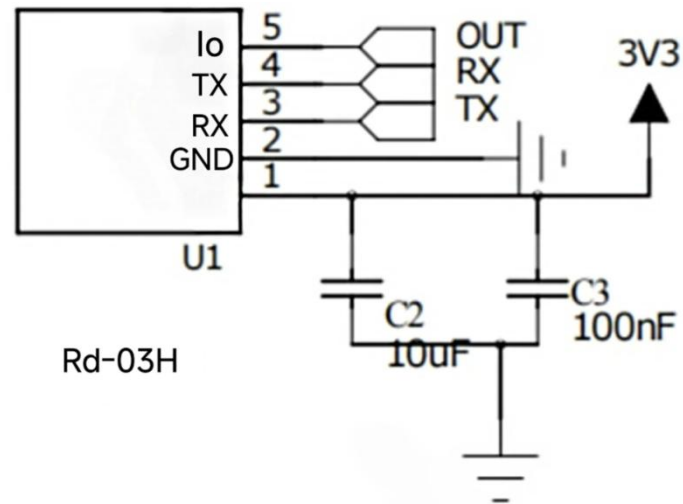 5
Io
OUT
4
TX
RX
3V3
3
RX
TX
2
GND
1
U1
C3
C2
100nF
10uF
Rd-03H